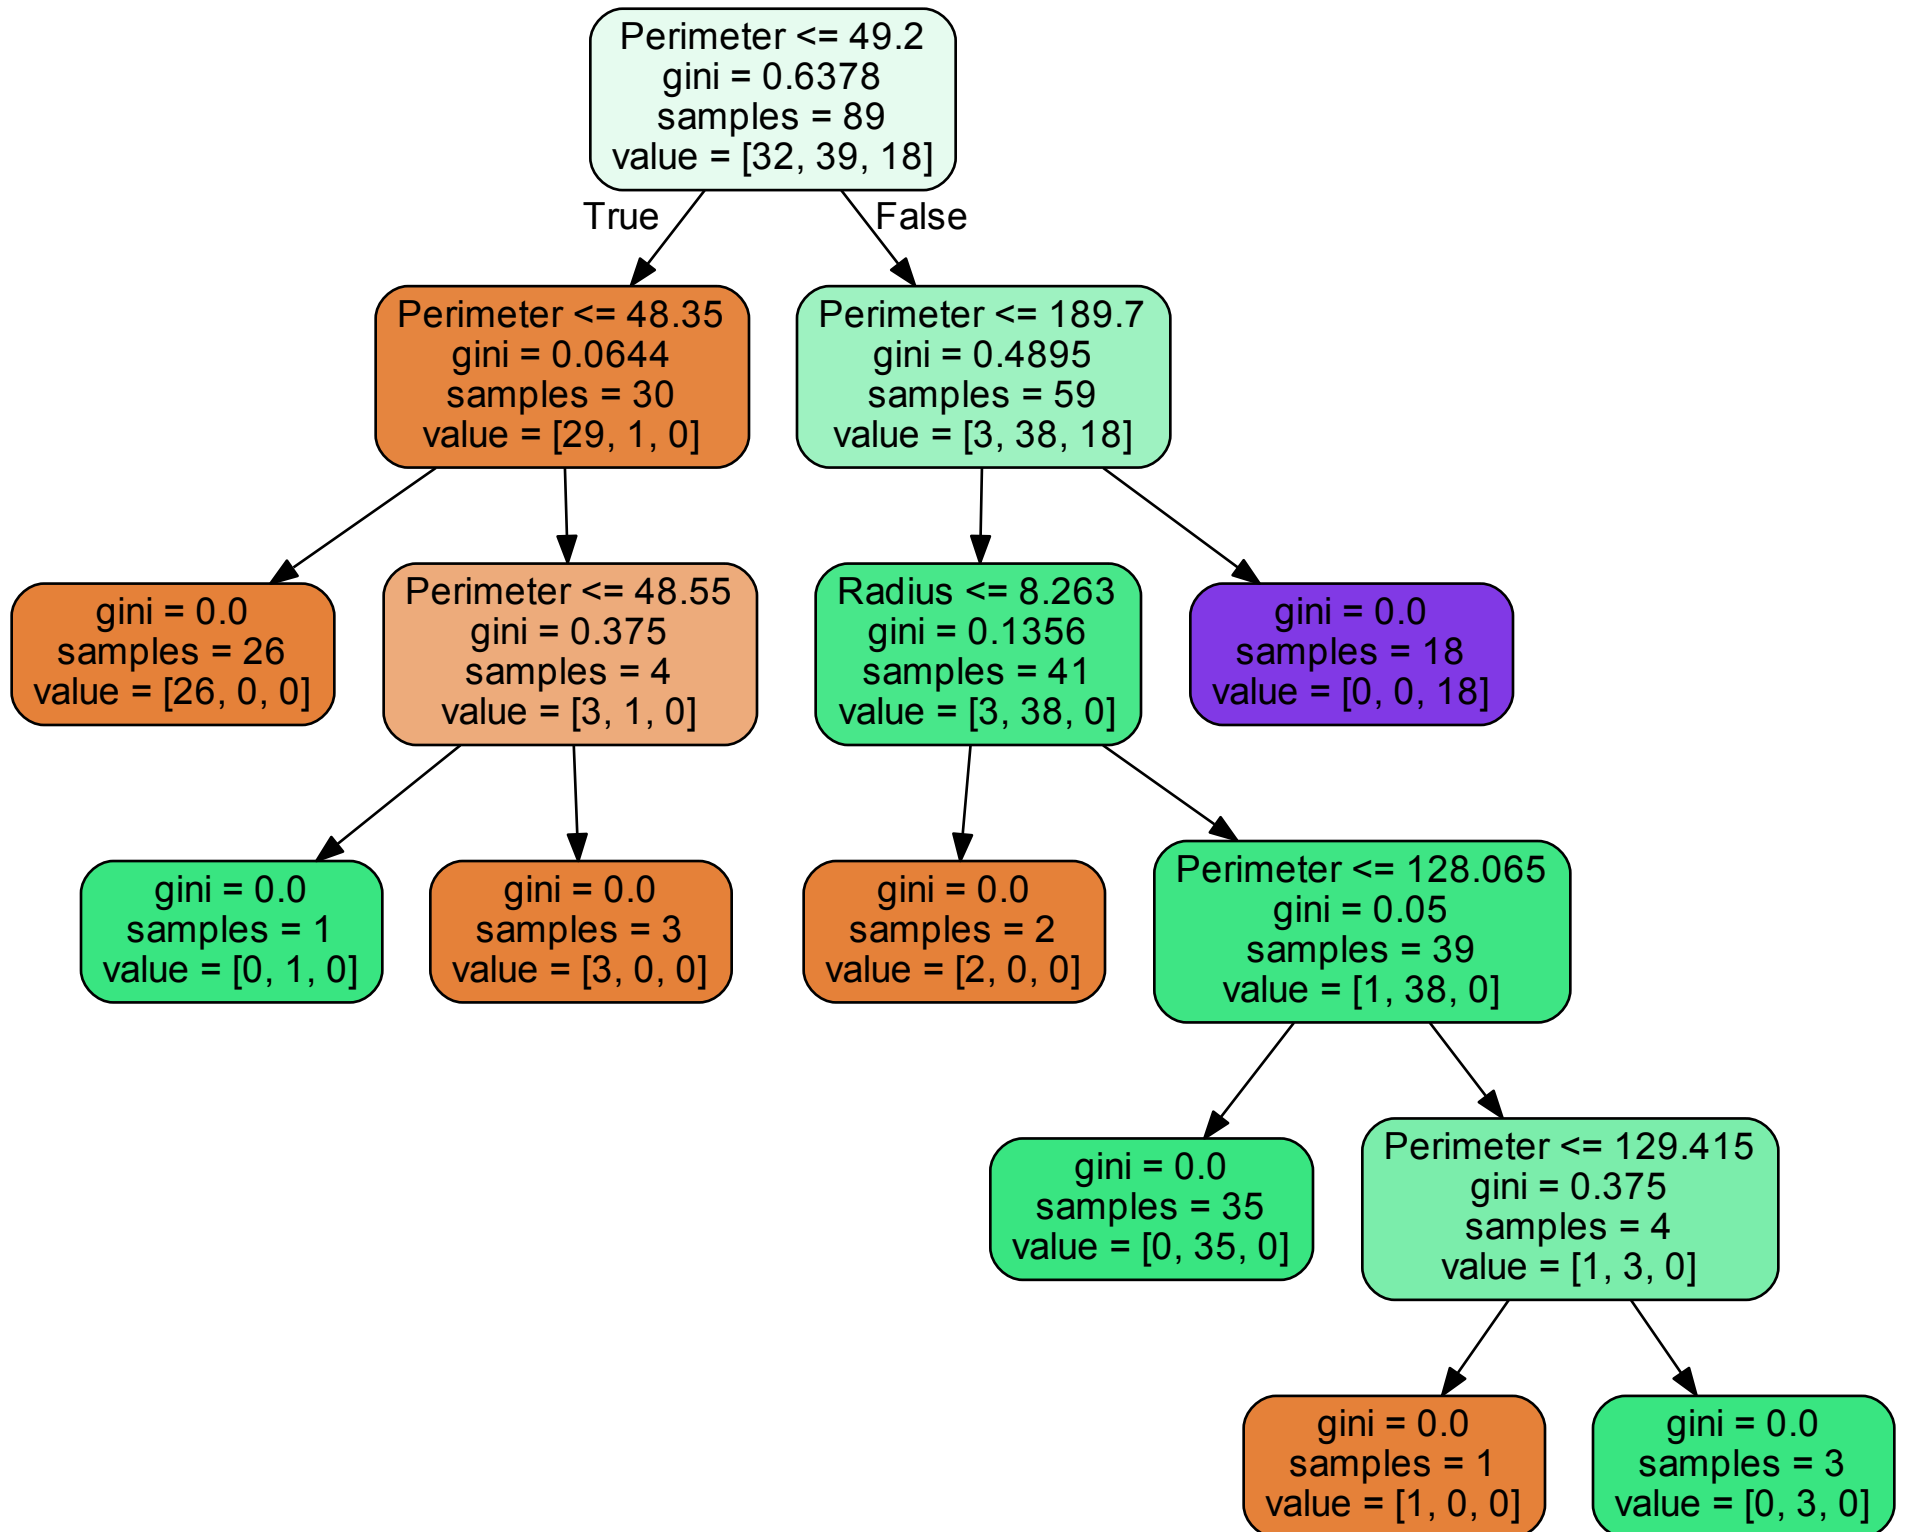 Perimeter <= 49.2
gini = 0.6378
samples = 89
value = [32, 39, 18]
True
False
Perimeter <= 48.35
gini = 0.0644
samples = 30
value = [29, 1, 0]
Perimeter <= 189.7
gini = 0.4895
samples = 59
value = [3, 38, 18]
gini = 0.0
samples = 26
value = [26, 0, 0]
Perimeter <= 48.55
gini = 0.375
samples = 4
value = [3, 1, 0]
Radius <= 8.263
gini = 0.1356
samples = 41
value = [3, 38, 0]
gini = 0.0
samples = 18
value = [0, 0, 18]
gini = 0.0
samples = 1
value = [0, 1, 0]
gini = 0.0
samples = 3
value = [3, 0, 0]
gini = 0.0
samples = 2
value = [2, 0, 0]
Perimeter <= 128.065
gini = 0.05
samples = 39
value = [1, 38, 0]
gini = 0.0
samples = 35
value = [0, 35, 0]
Perimeter <= 129.415
gini = 0.375
samples = 4
value = [1, 3, 0]
gini = 0.0
samples = 1
value = [1, 0, 0]
gini = 0.0
samples = 3
value = [0, 3, 0]